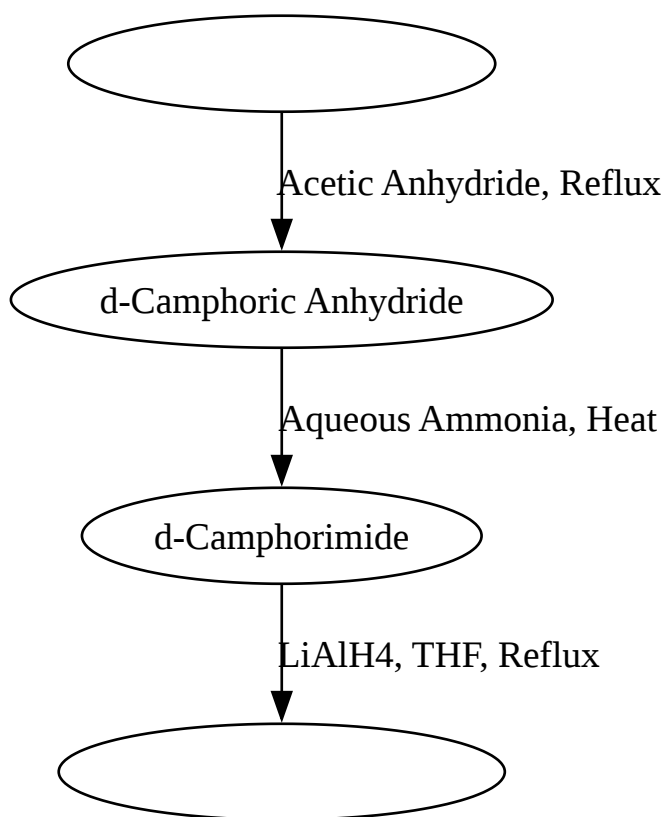 Acetic Anhydride, Reflux
d-Camphoric Anhydride
Aqueous Ammonia, Heat
d-Camphorimide
LiAlH4, THF, Reflux